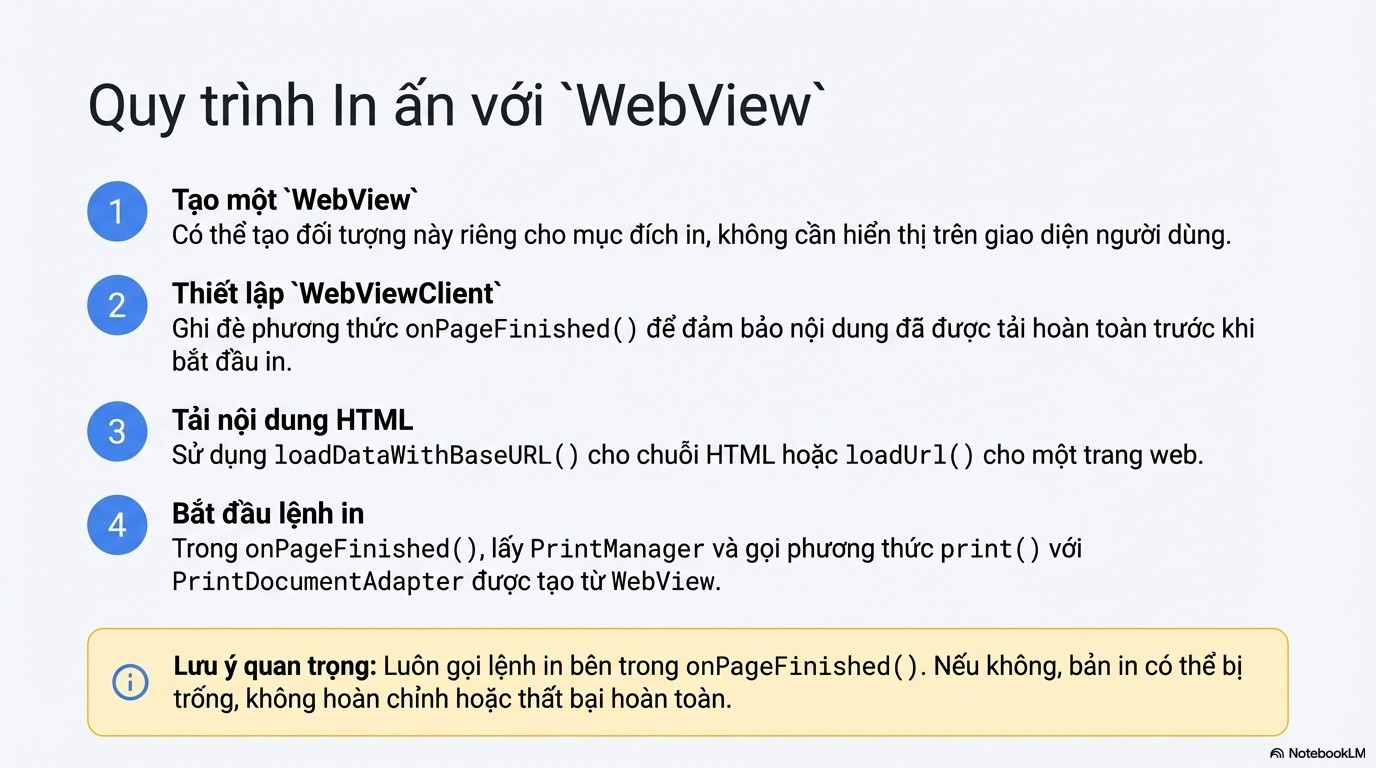 Quy trình In ấn với `WebView`
1
Tạo một `WebView`
Có thể tạo đối tượng này riêng cho mục đích in, không cần hiển thị trên giao diện người dùng.
2
Thiết lập `WebViewClient`
Ghi đè phương thức onPageFinished() để đảm bảo nội dung đã được tải hoàn toàn trước khi
bắt đầu in.
3
Tải nội dung HTML
Sử dụng loadDataWithBaseURL() cho chuỗi HTML hoặc loadUrl() cho một trang web.
4
Bắt đầu lệnh in
Trong onPageFinished(), lấy PrintManager và gọi phương thức print() với
PrintDocumentAdapter được tạo từ WebView.
Lưu ý quan trọng: Luôn gọi lệnh in bên trong onPageFinished(). Nếu không, bản in có thể bị
trống, không hoàn chỉnh hoặc thất bại hoàn toàn.
NotebookLM